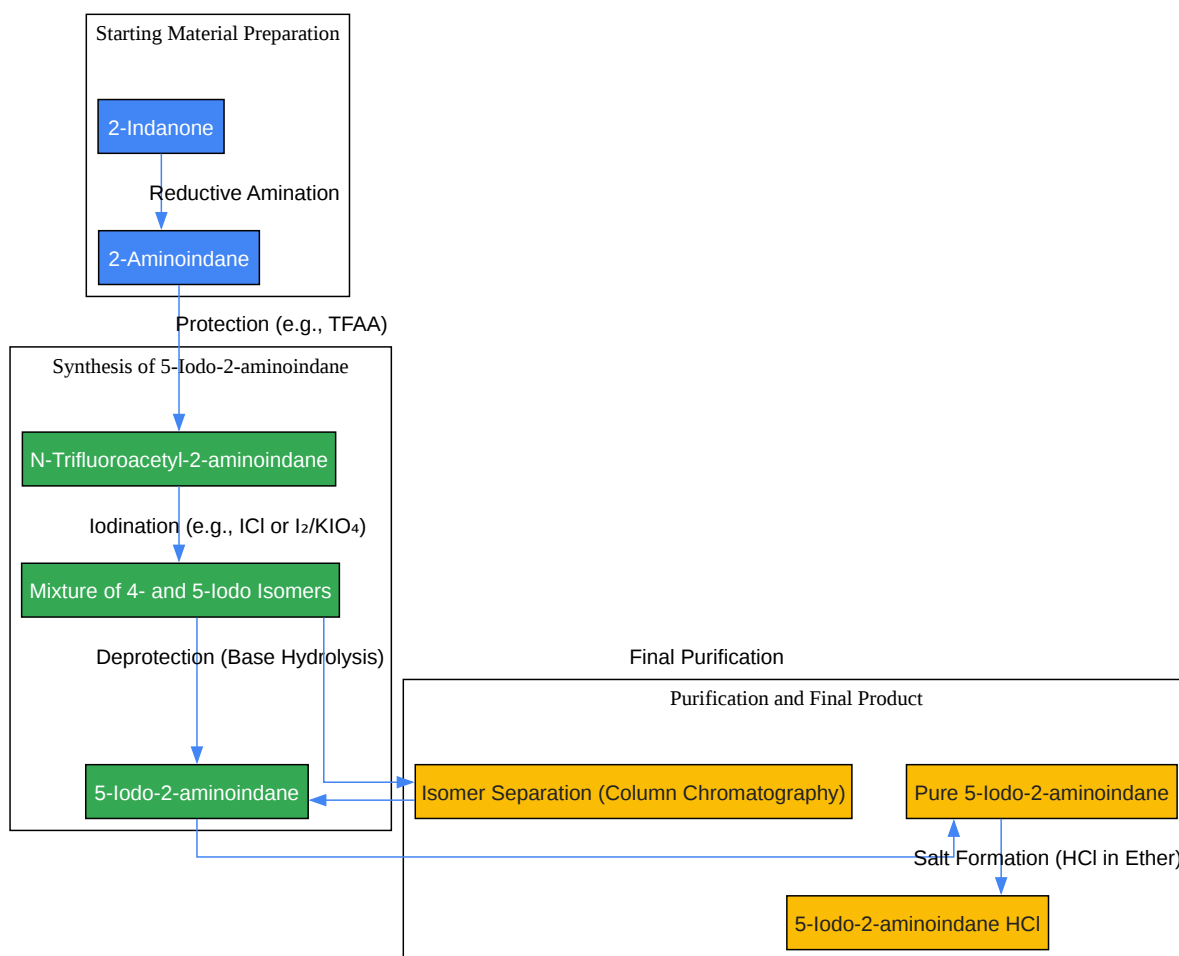 Starting Material Preparation
2-Indanone
Reductive Amination
2-Aminoindane
Protection (e.g., TFAA)
Synthesis of 5-Iodo-2-aminoindane
N-Trifluoroacetyl-2-aminoindane
Iodination (e.g., ICl or I₂/KIO₄)
Mixture of 4- and 5-Iodo Isomers
Deprotection (Base Hydrolysis)
Final Purification
Purification and Final Product
5-Iodo-2-aminoindane
Isomer Separation (Column Chromatography)
Pure 5-Iodo-2-aminoindane
Salt Formation (HCl in Ether)
5-Iodo-2-aminoindane HCl